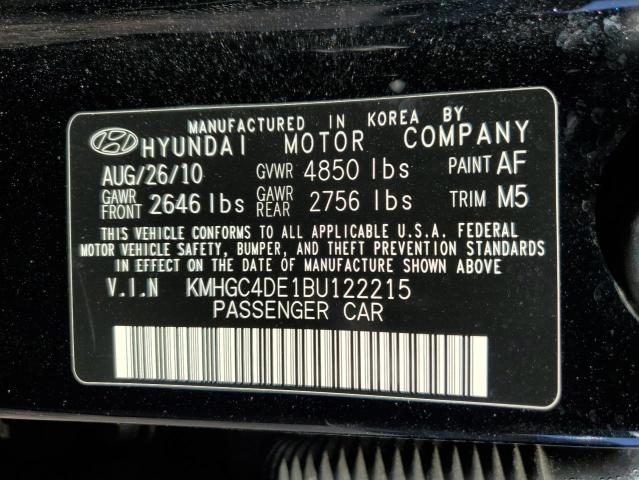 MANUFACTURED IN KOREA BY
HYUNDAI MOTOR COMPANY
AUG/26/10 GVWR 4850 lbs PAINT AF
GAWR FRONT 2646 lbs GAWR REAR 2756 lbs TRIM M5
THIS VEHICLE CONFORMS TO ALL APPLICABLE U.S.A. FEDERAL
MOTOR VEHICLE SAFETY, BUMPER, AND THEFT PREVENTION STANDARDS
IN EFFECT ON THE DATE OF MANUFACTURE SHOWN ABOVE
V.I.N KMHGC4DE1BU122215
PASSENGER CAR